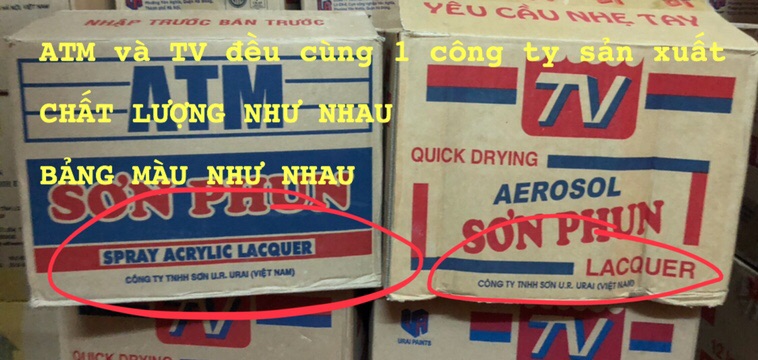 NHẬP TRƯỚC BÁN TRƯỚC
YÊU CẦU NHẸ TAY
ATM và TV đều cùng 1 công ty sản xuất
CHẤT LƯỢNG NHƯ NHAU
BẢNG MÀU NHƯ NHAU
ATM
SƠN PHUN
SPRAY ACRYLIC LACQUER
CÔNG TY TNHH SƠN U.R. URAI (VIỆT NAM)
TV
QUICK DRYING
AEROSOL
SƠN PHUN
LACQUER
CÔNG TY TNHH SƠN U.R. URAI (VIỆT NAM)
URAI PAINTS
TV